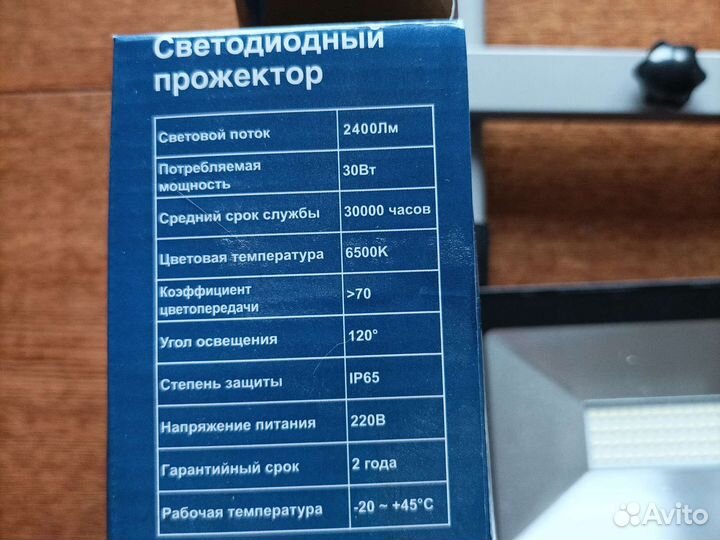 Светодиодный
прожектор
Световой поток 2400Лм
Потребляемая
мощность 30Вт
Средний срок службы 30000 часов
Цветовая температура 6500K
Коэффициент
цветопередачи >70
Угол освещения 120°
Степень защиты IP65
Напряжение питания 220В
Гарантийный срок 2 года
Рабочая температура -20 ~ +45°C
Avito